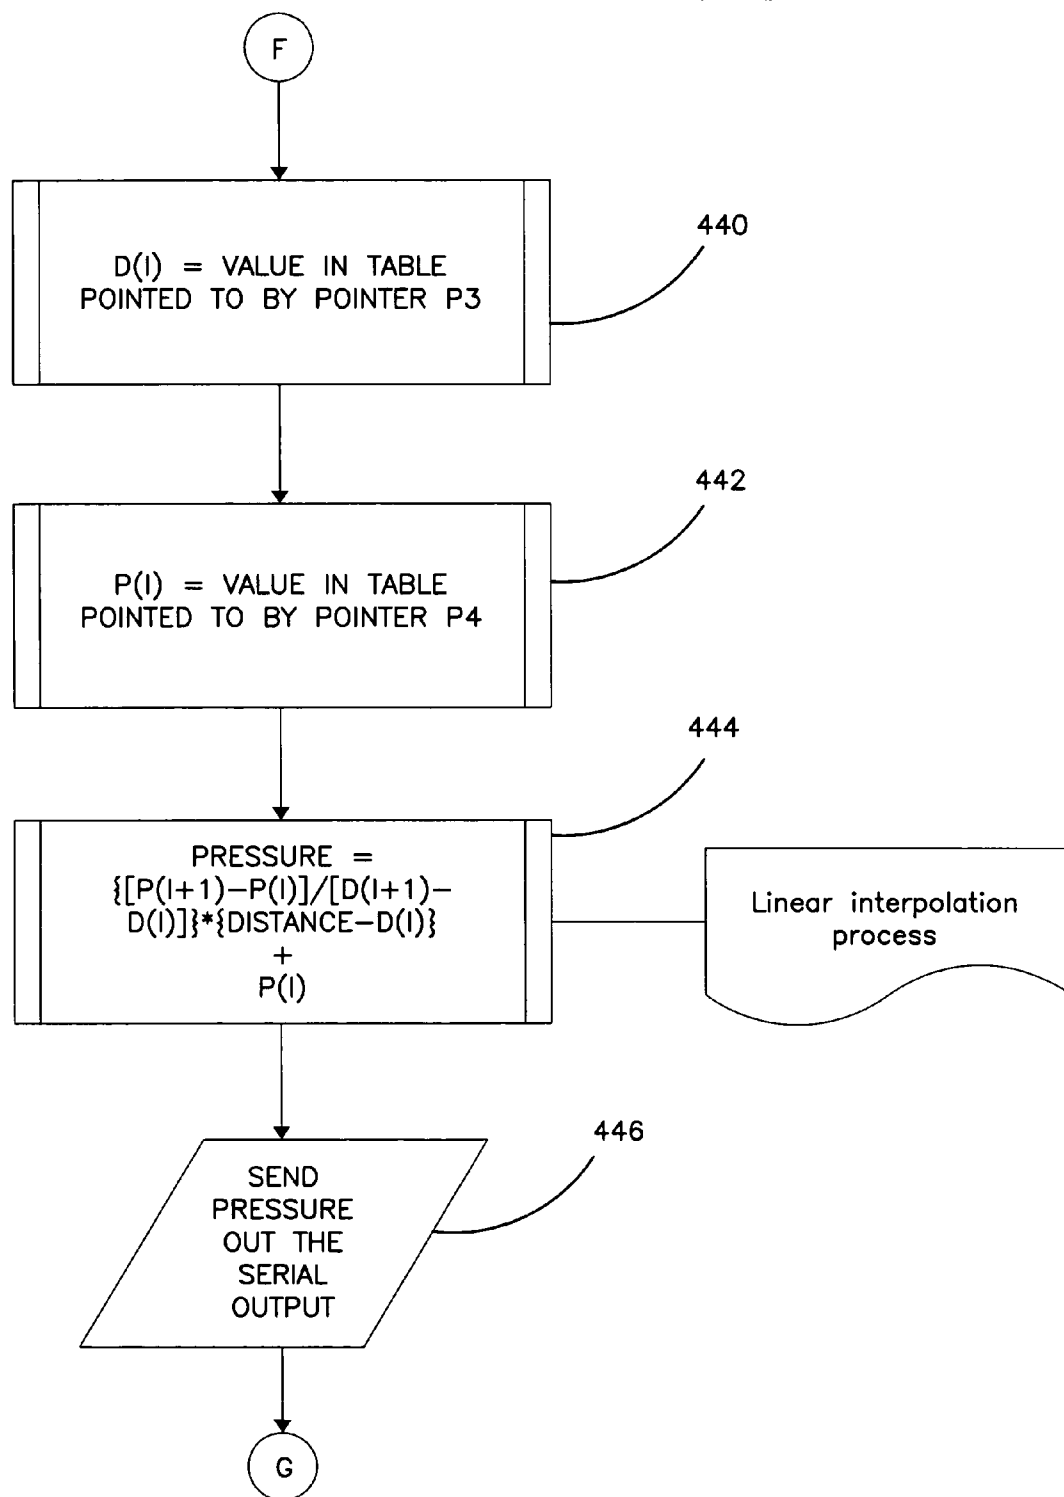 F
D(I) = VALUE IN TABLE
POINTED TO BY POINTER P3
440
P(I) = VALUE IN TABLE
POINTED TO BY POINTER P4
442
PRESSURE =
{[P(I+1)-P(I)]/[D(I+1)-
D(I)]}*{DISTANCE-D(I)}
+
P(I)
444
Linear interpolation
process
SEND
PRESSURE
OUT THE
SERIAL
OUTPUT
446
G